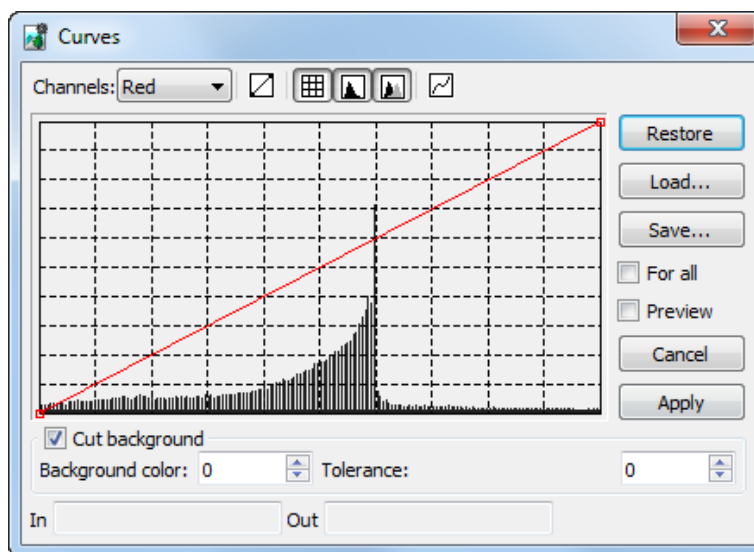 Curves
Channels: Red
Restore
Load...
Save...
For all
Preview
Cancel
Apply
Cut background
Background color: 0 Tolerance: 0
In Out